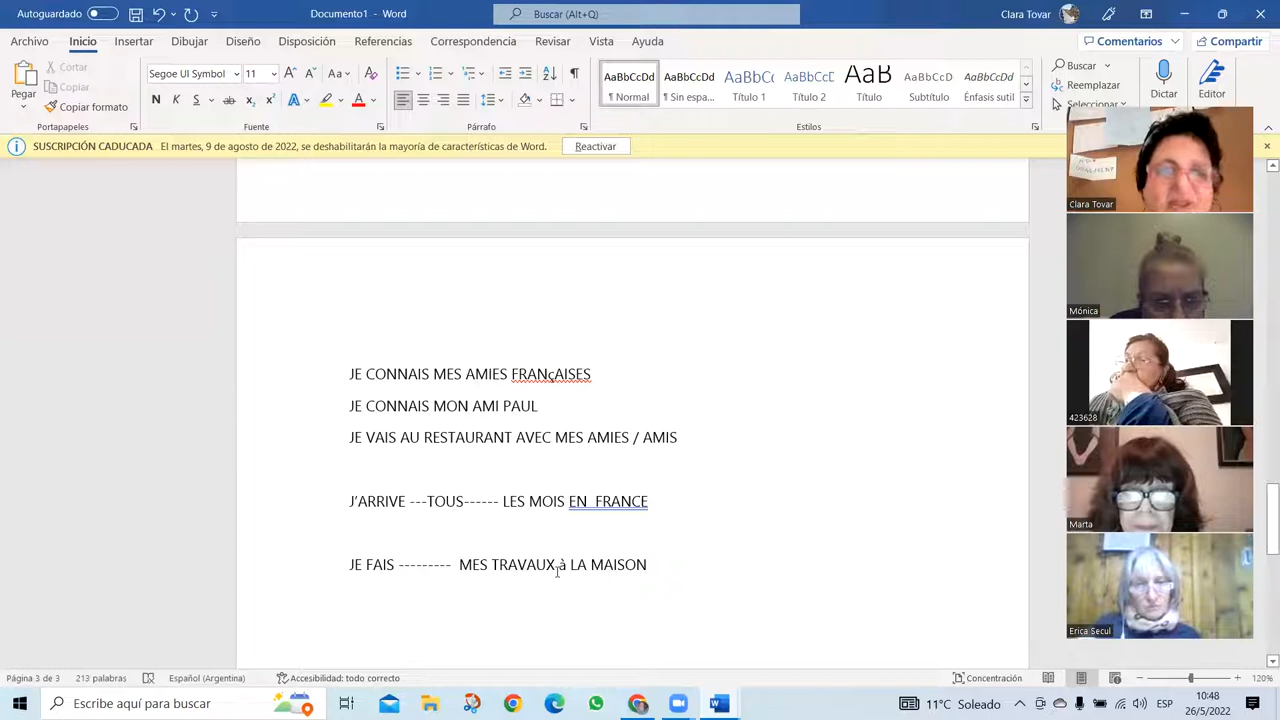 Autoguardado
Documento1 - Word
Buscar (Alt+Q)
Clara Tovar
Archivo Inicio Insertar Dibujar Diseño Disposición Referencias Correspondencia Revisar Vista Ayuda
Comentarios
Compartir
Pegar
Cortar
Copiar
Copiar formato
Portapapeles
Segoe UI Symbol 11
Aa
N K S ab x₂ x²
A A
Fuente
Párrafo
AaBbCcDd AaBbCcDd AaBbCc AaBbCcD AaB AaBbCcDd AaBbCcDd
¶ Normal ¶ Sin espa... Título 1 Título 2 Título Subtítulo Énfasis sutil
Estilos
Buscar
Reemplazar
Seleccionar
Dictar
Editor
SUSCRIPCIÓN CADUCADA El martes, 9 de agosto de 2022, se deshabilitarán la mayoría de características de Word. Reactivar
JE CONNAIS MES AMIES FRANçAISES
JE CONNAIS MON AMI PAUL
JE VAIS AU RESTAURANT AVEC MES AMIES / AMIS
J'ARRIVE ---TOUS------ LES MOIS EN FRANCE
JE FAIS --------- MES TRAVAUX à LA MAISON
Clara Tovar
Mónica
423628
Marta
Erica Secul
Página 3 de 3 213 palabras Español (Argentina) Accesibilidad: todo correcto Concentración 120%
Escribe aquí para buscar
11°C Soleado
ESP
10:48
26/5/2022